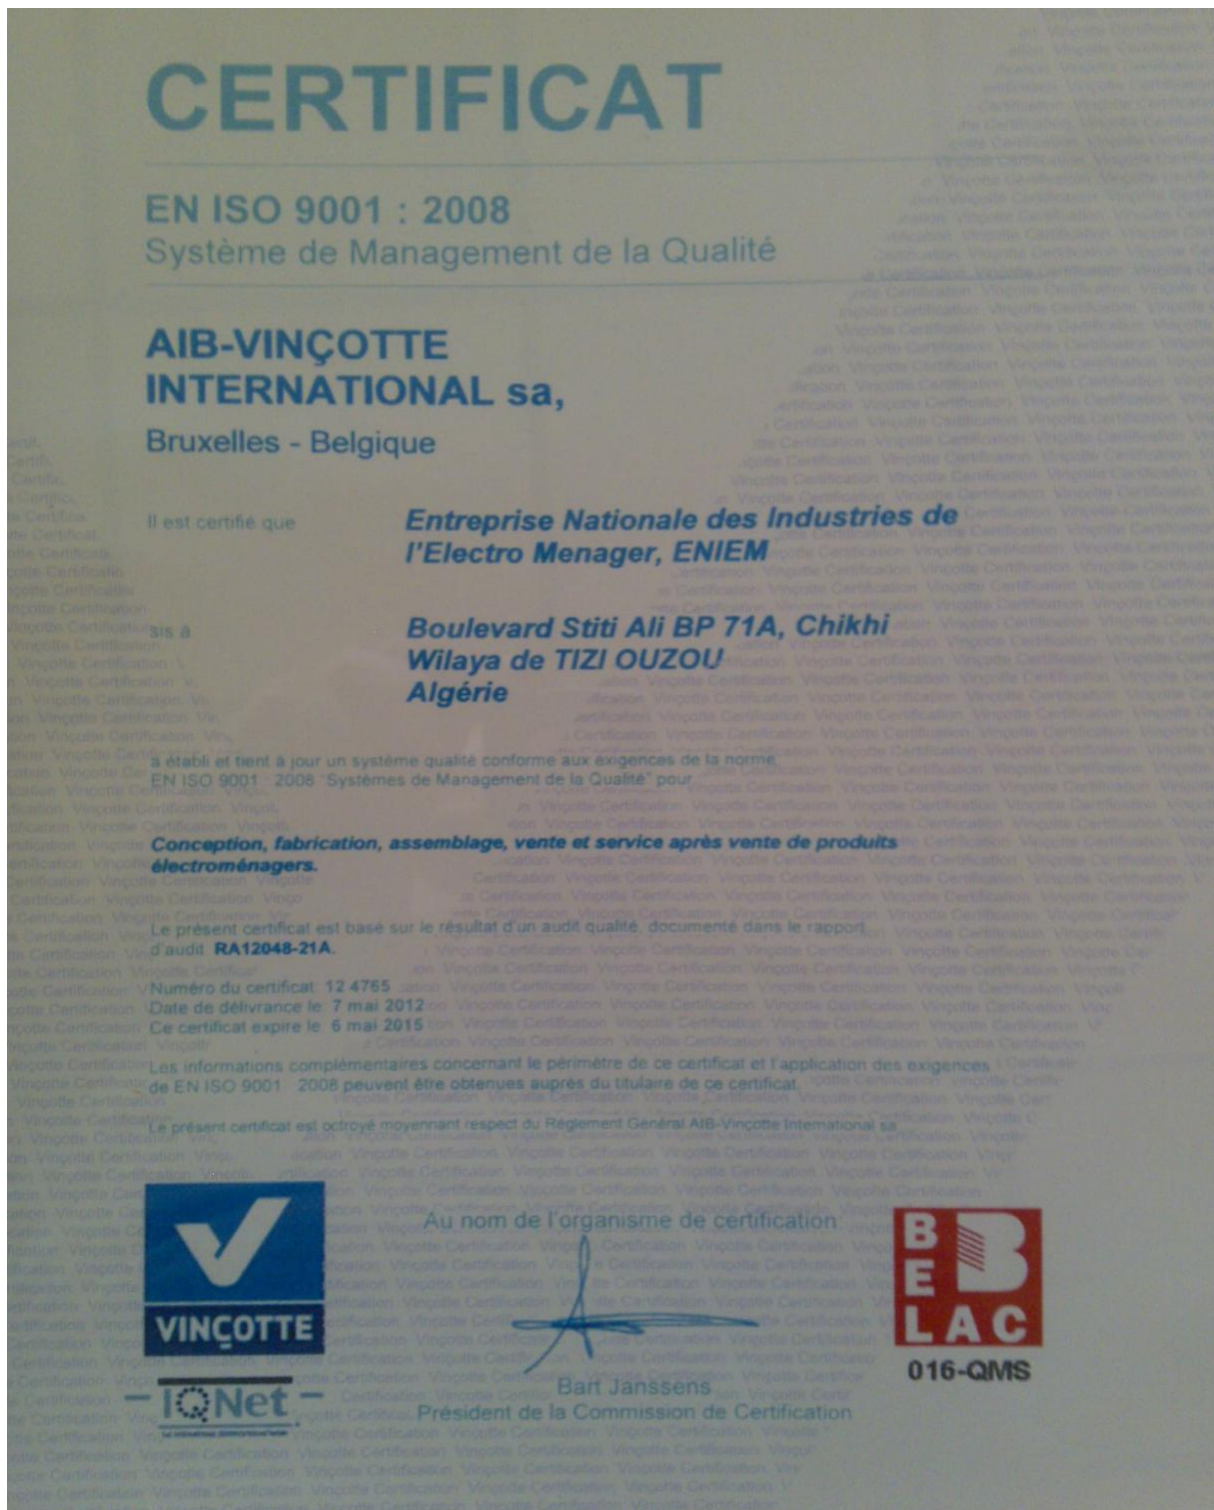 CERTIFICAT
EN ISO 9001 : 2008
Système de Management de la Qualité
AIB-VINÇOTTE
INTERNATIONAL sa,
Bruxelles - Belgique
Il est certifié que
Entreprise Nationale des Industries de
l'Electro Menager, ENIEM
sis à
Boulevard Stiti Ali BP 71A, Chikhi
Wilaya de TIZI OUZOU
Algérie
a établi et tient à jour un système qualité conforme aux exigences de la norme
EN ISO 9001 : 2008 "Systèmes de Management de la Qualité" pour
Conception, fabrication, assemblage, vente et service après vente de produits
électroménagers.
Le présent certificat est basé sur le résultat d'un audit qualité, documenté dans le rapport
d'audit RA12048-21A.
Numéro du certificat: 12 4765
Date de délivrance le: 7 mai 2012
Ce certificat expire le: 6 mai 2015
Les informations complémentaires concernant le périmètre de ce certificat et l'application des exigences
de EN ISO 9001 : 2008 peuvent être obtenues auprès du titulaire de ce certificat.
Le présent certificat est octroyé moyennant respect du Règlement Général AIB-Vinçotte International sa
VINÇOTTE
IQNet
Au nom de l'organisme de certification
Bart Janssens
Président de la Commission de Certification
BELAC
016-QMS